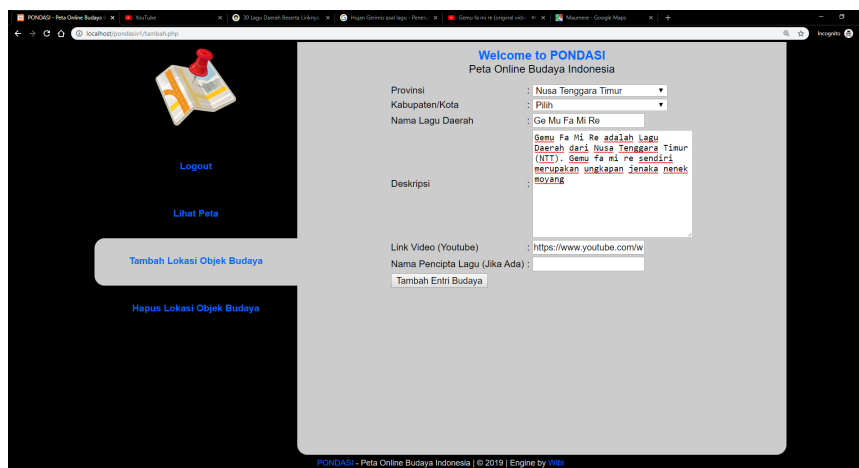 PONDASI - Peta Online Budaya I
YouTube
30 Lagu Daerah Beserta Liriknya
Hujan Gerimis asal lagu - Penelu
Gemu fa mi re (original vide
Maumere - Google Maps
localhost/pondasiv1/tambah.php
Incognito
Welcome to PONDASI
Peta Online Budaya Indonesia
Provinsi : Nusa Tenggara Timur
Kabupaten/Kota : Pilih
Nama Lagu Daerah : Ge Mu Fa Mi Re
Deskripsi :
Gemu Fa Mi Re adalah Lagu
Daerah dari Nusa Tenggara Timur
(NTT). Gemu fa mi re sendiri
merupakan ungkapan jenaka nenek
moyang
Link Video (Youtube) : https://www.youtube.com/w
Nama Pencipta Lagu (Jika Ada) :
Tambah Entri Budaya
Logout
Lihat Peta
Tambah Lokasi Objek Budaya
Hapus Lokasi Objek Budaya
PONDASI - Peta Online Budaya Indonesia | © 2019 | Engine by Wibi